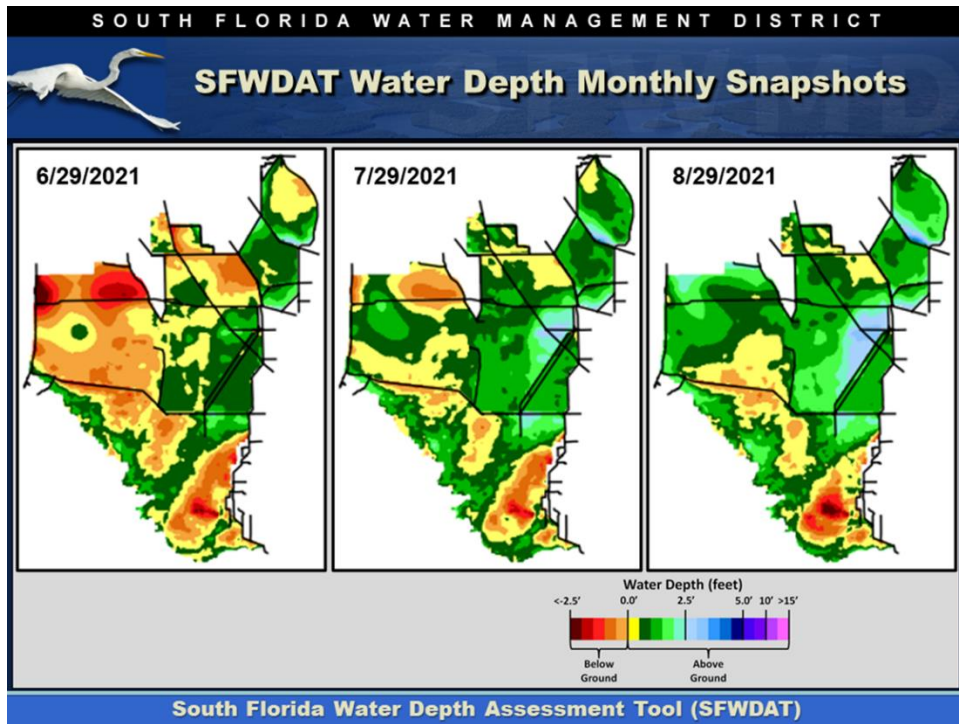 SOUTH FLORIDA WATER MANAGEMENT DISTRICT
SFWDAT Water Depth Monthly Snapshots
6/29/2021
7/29/2021
8/29/2021
Water Depth (feet)
<-2.5' 0.0' 2.5' 5.0' 10' >15'
Below Above
Ground Ground
South Florida Water Depth Assessment Tool (SFWDAT)